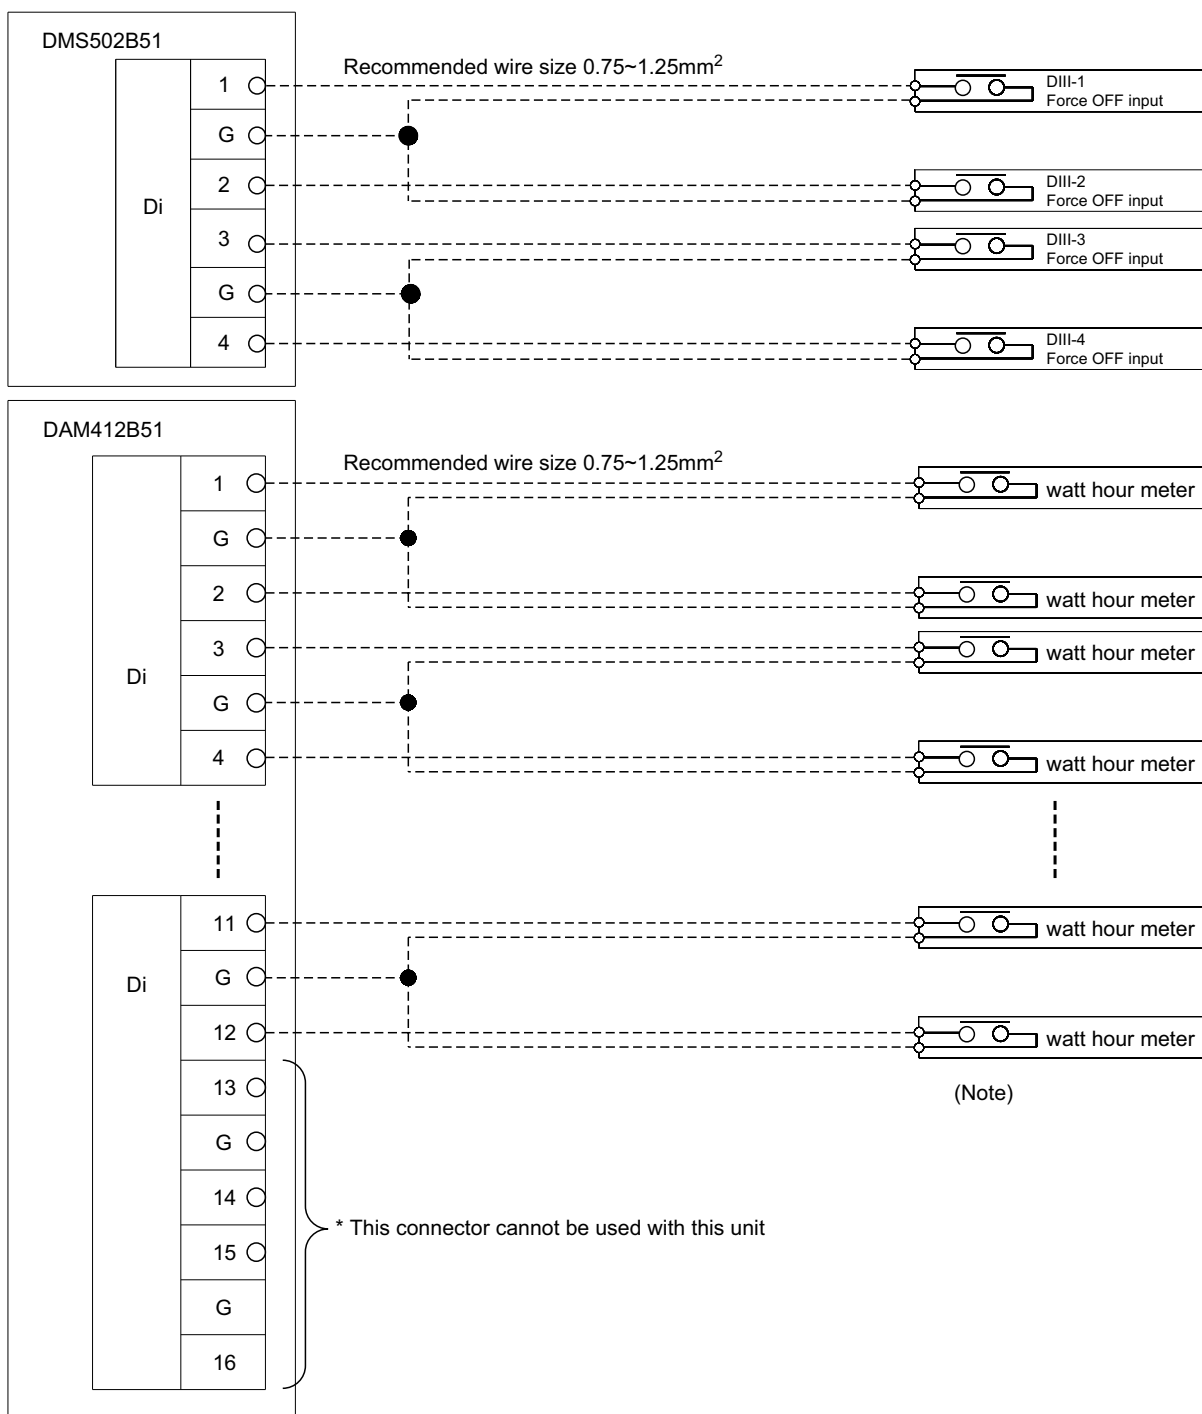 DMS502B51
Recommended wire size 0.75~1.25mm2
Di
1
G
2
3
G
4
DIII-1
Force OFF input
DIII-2
Force OFF input
DIII-3
Force OFF input
DIII-4
Force OFF input
DAM412B51
Recommended wire size 0.75~1.25mm2
Di
1
G
2
3
G
4
watt hour meter
watt hour meter
watt hour meter
watt hour meter
Di
11
G
12
13
G
14
15
G
16
watt hour meter
watt hour meter
(Note)
* This connector cannot be used with this unit